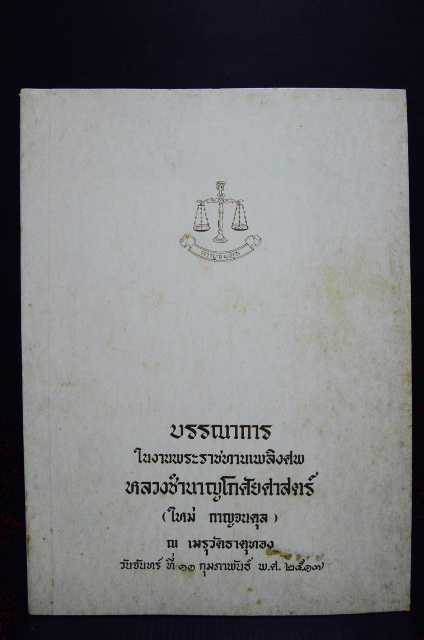 บรรณาการ
ในงานพระราชทานเพลิงศพ
หลวงชำนาญโกศัยศาสตร์
(ใหม่ กาญจนดุล)
ณ เมรุวัดธาตุทอง
วันจันทร์ ที่ ๑๑ กุมภาพันธ์ พ.ศ. ๒๕๑๗